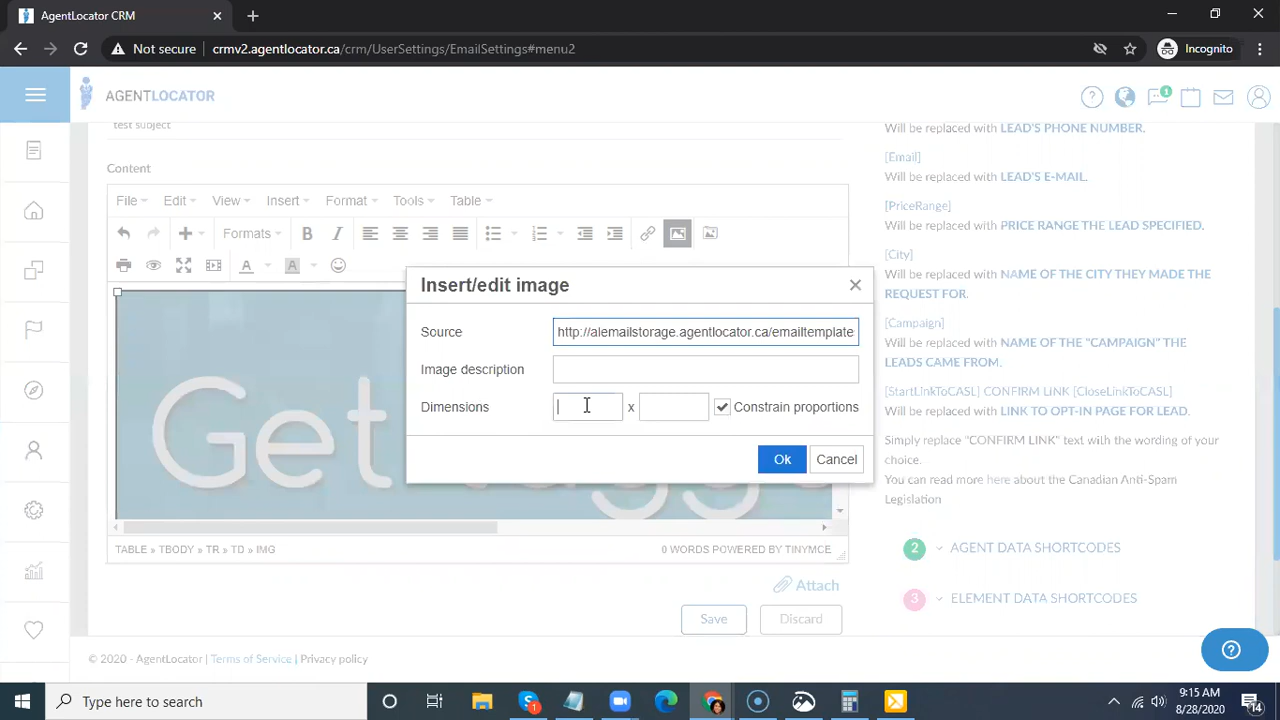 AgentLocator CRM
Not secure crmv2.agentlocator.ca/crm/UserSettings/EmailSettings#menu2
Incognito
AGENTLOCATOR
1
test subject
Content
File Edit View Insert Format Tools Table
Formats
Insert/edit image
Source http://alemailstorage.agentlocator.ca/emailtemplate
Image description
Dimensions x Constrain proportions
Ok Cancel
Get
TABLE » TBODY » TR » TD » IMG
0 WORDS POWERED BY TINYMCE
Attach
Save Discard
Will be replaced with LEAD'S PHONE NUMBER.
[Email]
Will be replaced with LEAD'S E-MAIL.
[PriceRange]
Will be replaced with PRICE RANGE THE LEAD SPECIFIED.
[City]
Will be replaced with NAME OF THE CITY THEY MADE THE
REQUEST FOR.
[Campaign]
Will be replaced with NAME OF THE "CAMPAIGN" THE
LEADS CAME FROM.
[StartLinkToCASL] CONFIRM LINK [CloseLinkToCASL]
Will be replaced with LINK TO OPT-IN PAGE FOR LEAD.
Simply replace "CONFIRM LINK" text with the wording of your
choice.
You can read more here about the Canadian Anti-Spam
Legislation
2 AGENT DATA SHORTCODES
3 ELEMENT DATA SHORTCODES
© 2020 - AgentLocator | Terms of Service | Privacy policy
Type here to search
1
9:15 AM
8/28/2020
14